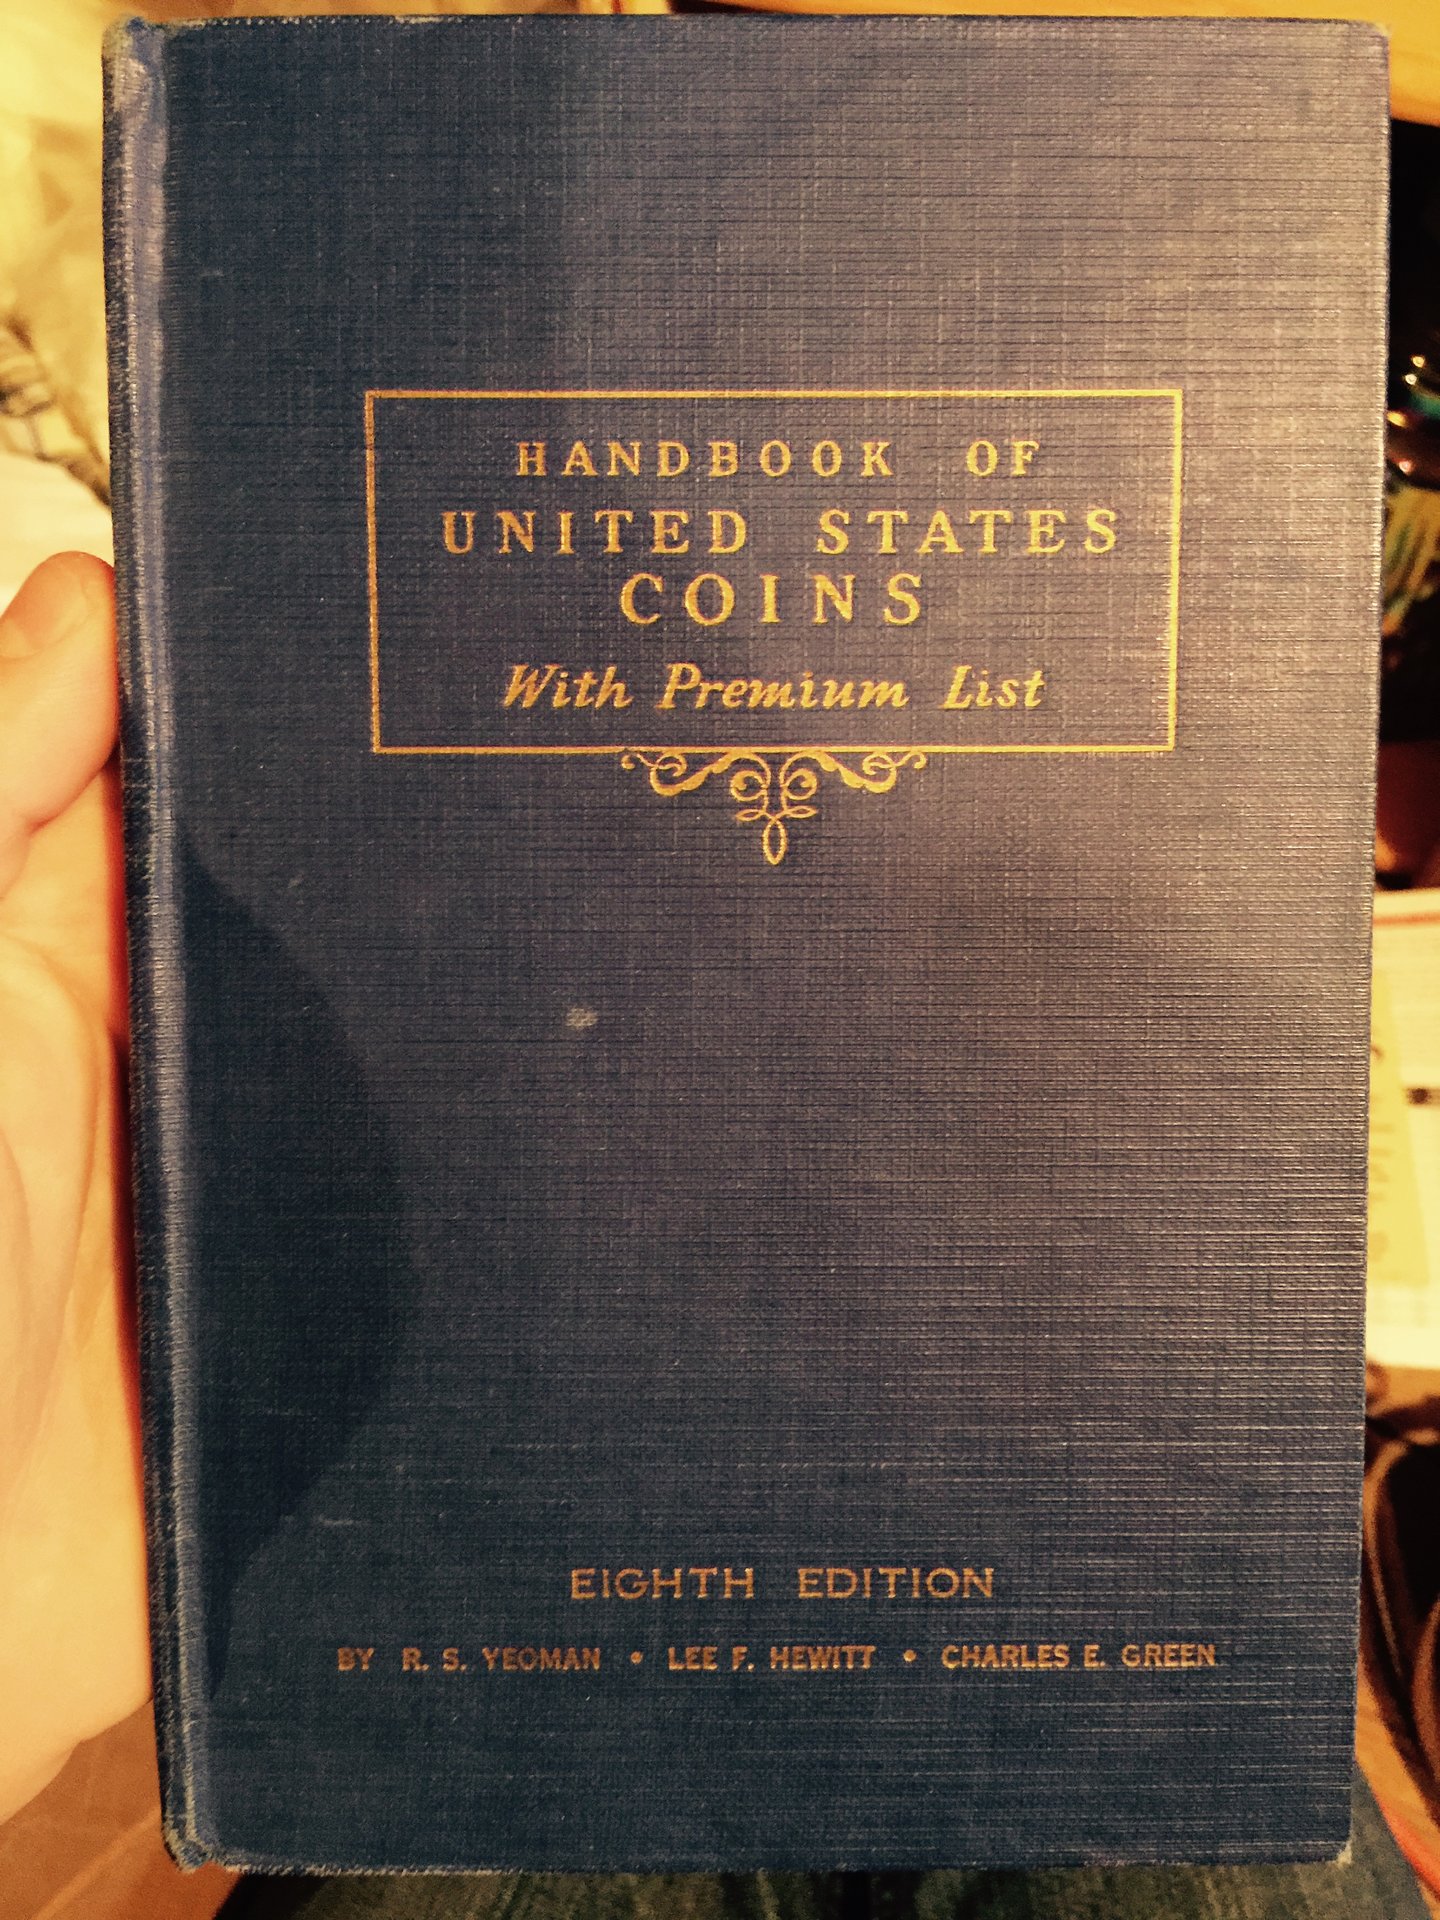 HANDBOOK OF
UNITED STATES
COINS
With Premium List
EIGHTH EDITION
BY R. S. YEOMAN • LEE F. HEWITT • CHARLES E. GREEN